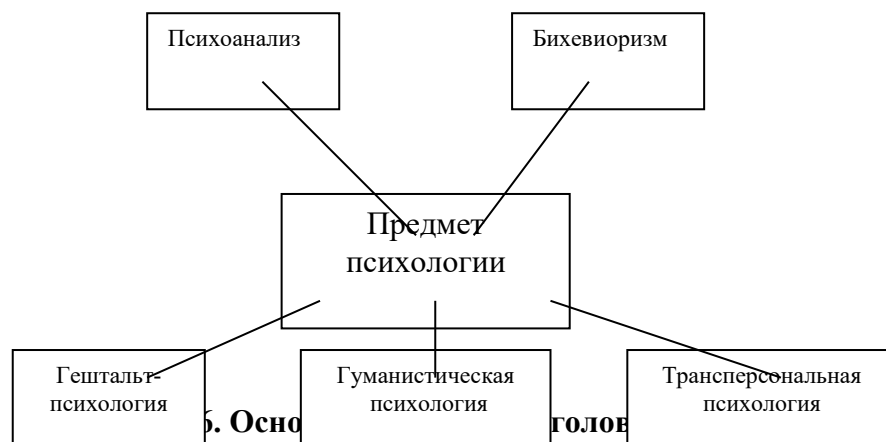 Психоанализ
Бихевиоризм
Предмет
психологии
Гештальт-
психология
Гуманистическая
психология
Трансперсональная
психология